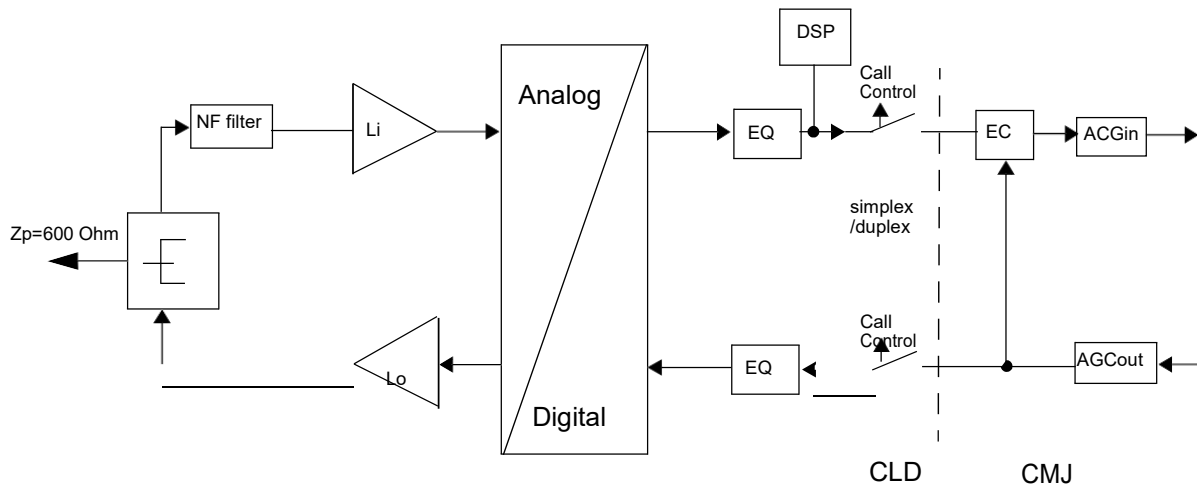 DSP
Analog
Call
Control
NF filter
Li
EQ
EC
ACGin
simplex
/duplex
Zp=600 Ohm
Call
Control
Lo
EQ
AGCout
Digital
CLD
CMJ